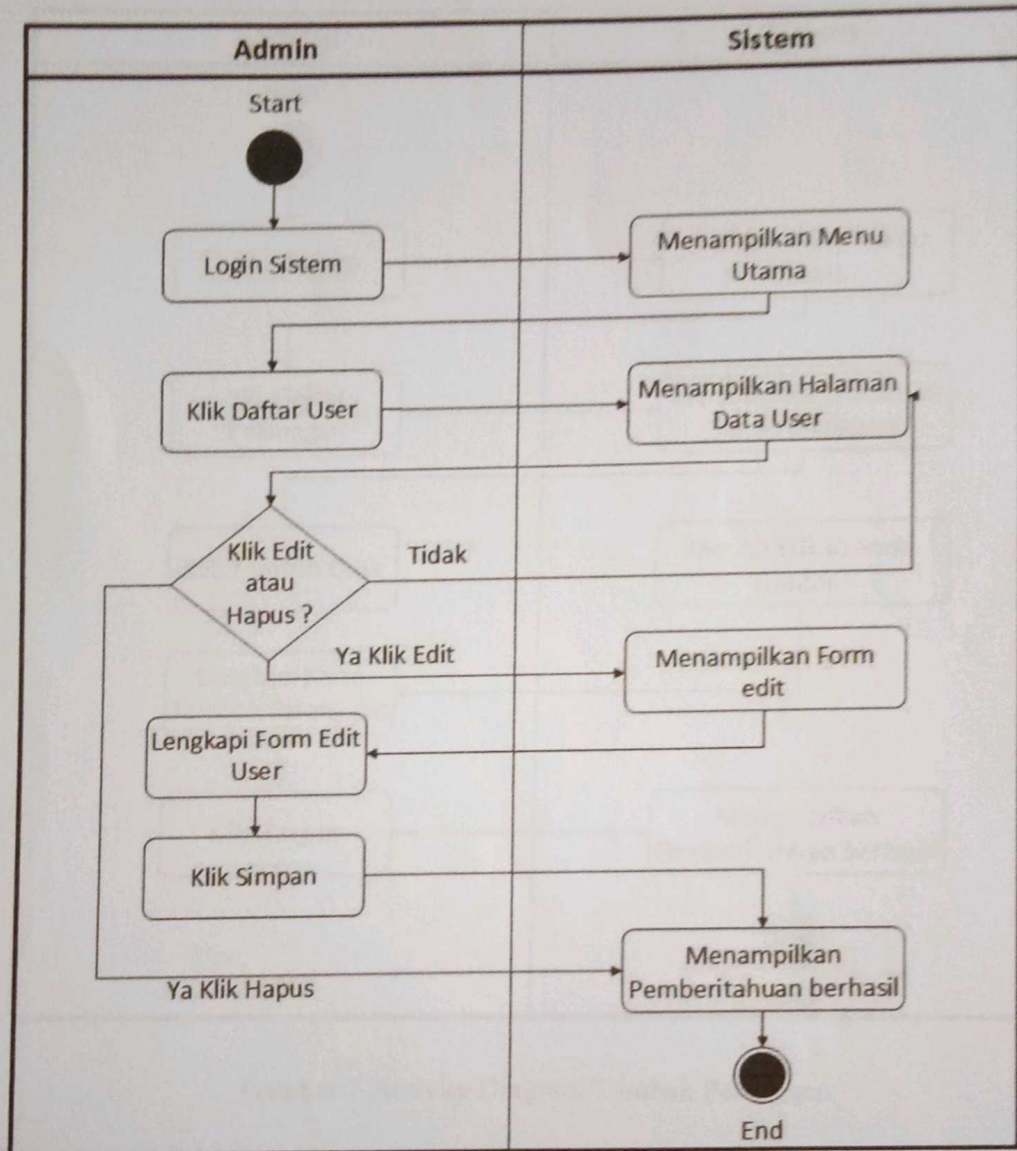 Admin
Sistem
Start
Login Sistem
Menampilkan Menu
Utama
Klik Daftar User
Menampilkan Halaman
Data User
Klik Edit
atau
Hapus ?
Tidak
Ya Klik Edit
Menampilkan Form
edit
Lengkapi Form Edit
User
Klik Simpan
Menampilkan
Pemberitahuan berhasil
Ya Klik Hapus
End